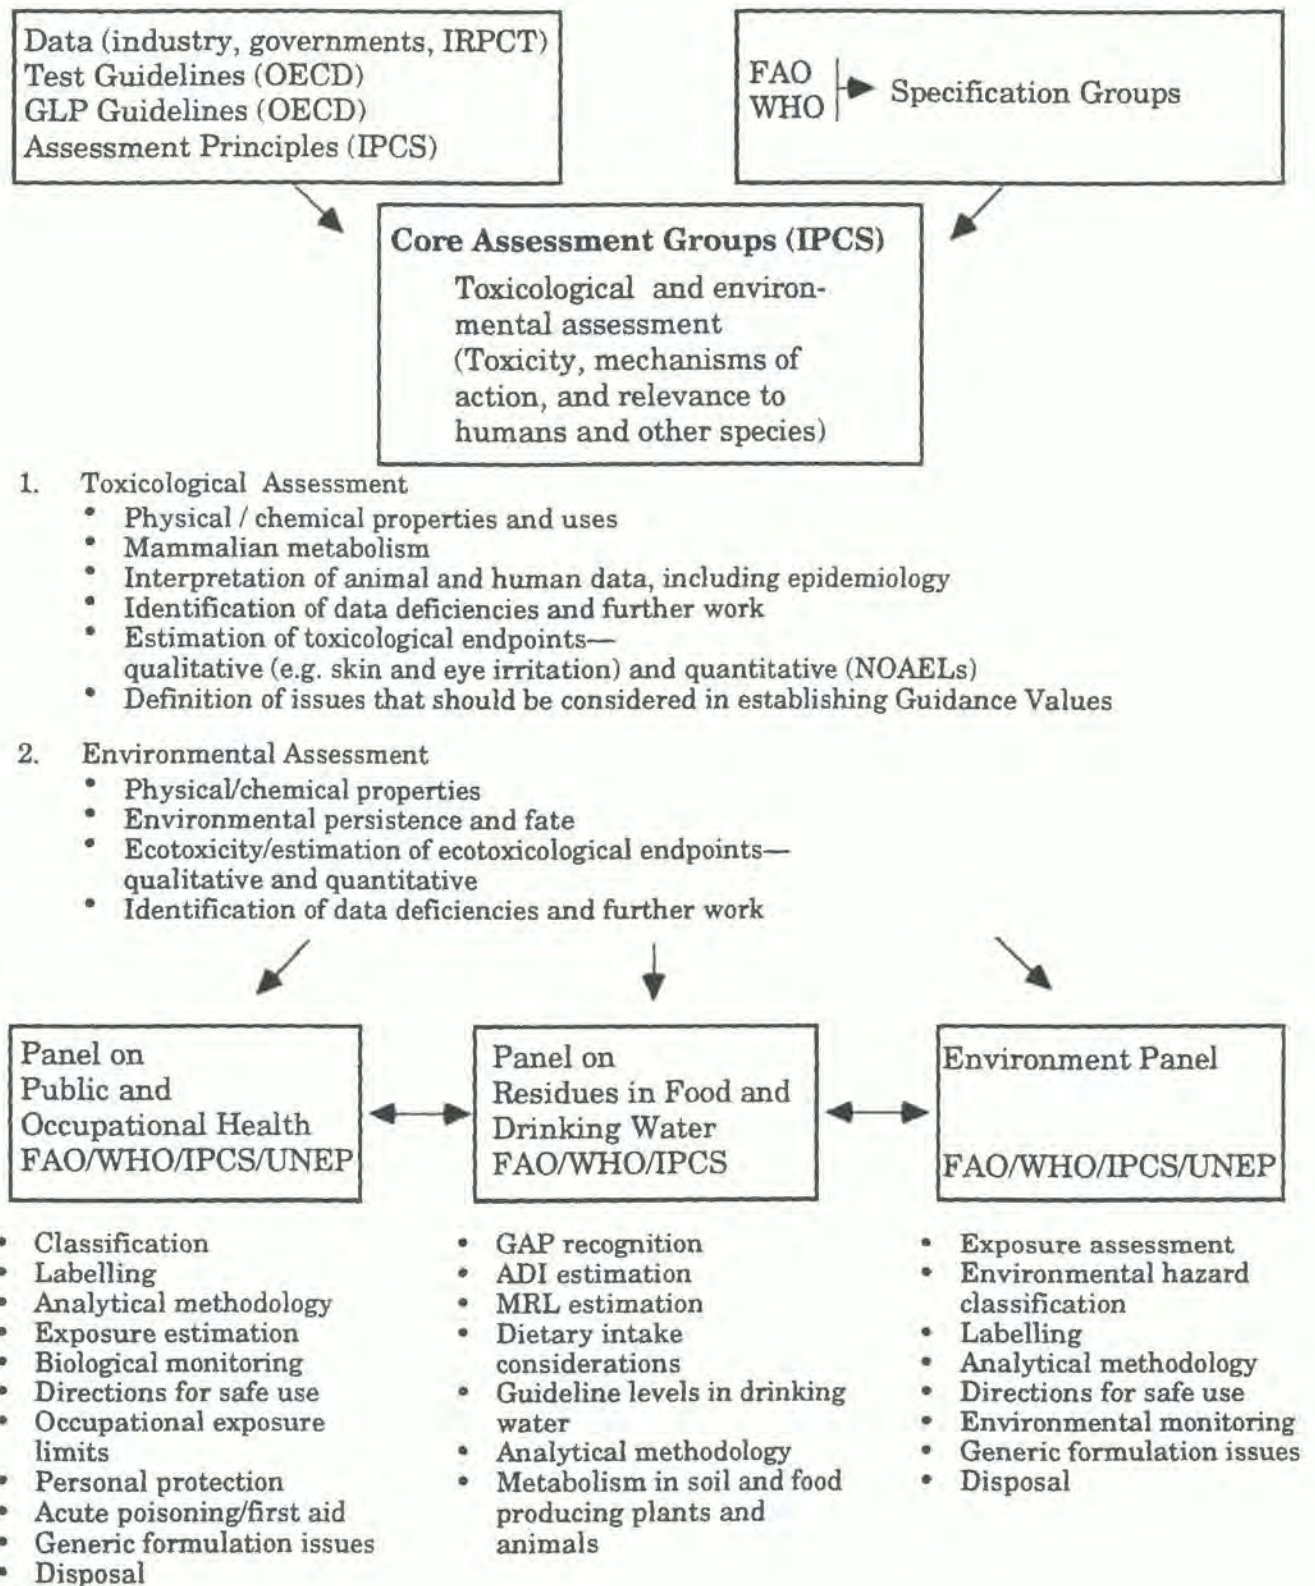 Data (industry, governments, IRPCT)
Test Guidelines (OECD)
GLP Guidelines (OECD)
Assessment Principles (IPCS)
FAO
WHO
Specification Groups
Core Assessment Groups (IPCS)
Toxicological and environ-
mental assessment
(Toxicity, mechanisms of
action, and relevance to
humans and other species)
1. Toxicological Assessment
• Physical / chemical properties and uses
• Mammalian metabolism
• Interpretation of animal and human data, including epidemiology
• Identification of data deficiencies and further work
• Estimation of toxicological endpoints—
qualitative (e.g. skin and eye irritation) and quantitative (NOAELs)
• Definition of issues that should be considered in establishing Guidance Values
2. Environmental Assessment
• Physical/chemical properties
• Environmental persistence and fate
• Ecotoxicity/estimation of ecotoxicological endpoints—
qualitative and quantitative
• Identification of data deficiencies and further work
Panel on
Public and
Occupational Health
FAO/WHO/IPCS/UNEP
Panel on
Residues in Food and
Drinking Water
FAO/WHO/IPCS
Environment Panel
FAO/WHO/IPCS/UNEP
• Classification
• Labelling
• Analytical methodology
• Exposure estimation
• Biological monitoring
• Directions for safe use
• Occupational exposure
limits
• Personal protection
• Acute poisoning/first aid
• Generic formulation issues
• Disposal
• GAP recognition
• ADI estimation
• MRL estimation
• Dietary intake
considerations
• Guideline levels in drinking
water
• Analytical methodology
• Metabolism in soil and food
producing plants and
animals
• Exposure assessment
• Environmental hazard
classification
• Labelling
• Analytical methodology
• Directions for safe use
• Environmental monitoring
• Generic formulation issues
• Disposal